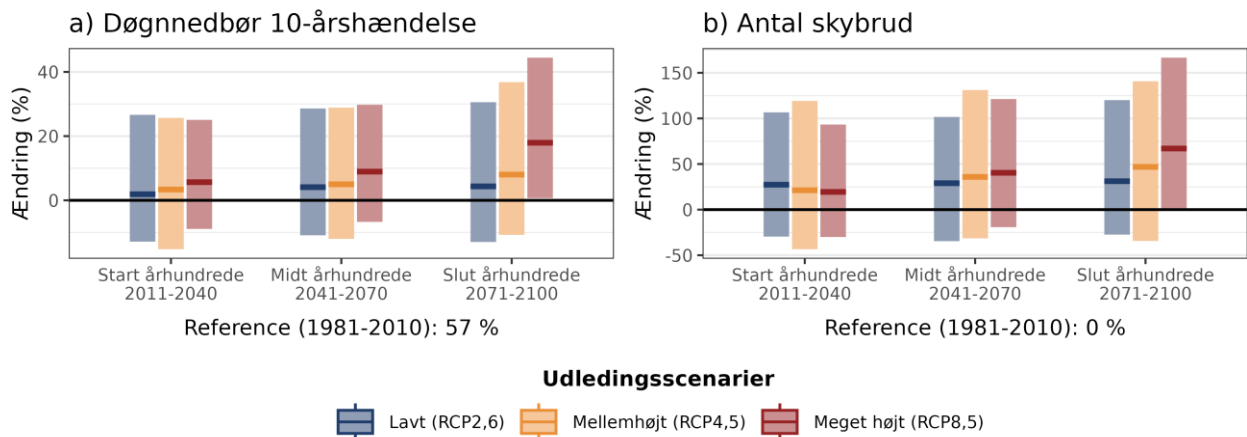 a) Døgnnedbør 10-årshændelse
Ændring (%)
40
20
0
Start århundrede
2011-2040
Midt århundrede
2041-2070
Slut århundrede
2071-2100
Reference (1981-2010): 57 %
b) Antal skybrud
Ændring (%)
150
100
50
0
-50
Start århundrede
2011-2040
Midt århundrede
2041-2070
Slut århundrede
2071-2100
Reference (1981-2010): 0 %
Udledingsscenarier
Lavt (RCP2,6)
Mellemhøjt (RCP4,5)
Meget højt (RCP8,5)